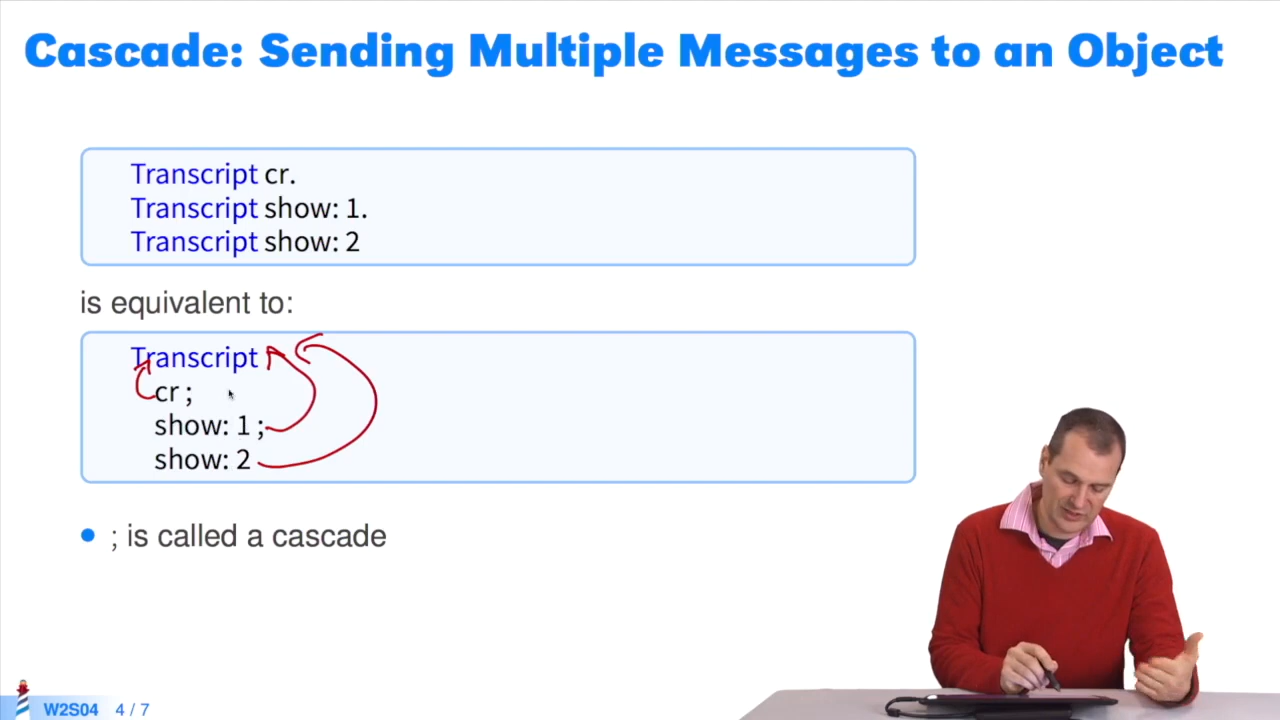 Cascade: Sending Multiple Messages to an Object
Transcript cr.
Transcript show: 1.
Transcript show: 2
is equivalent to:
Transcript
cr ;
show: 1 ;
show: 2
; is called a cascade
W2S04 4 / 7